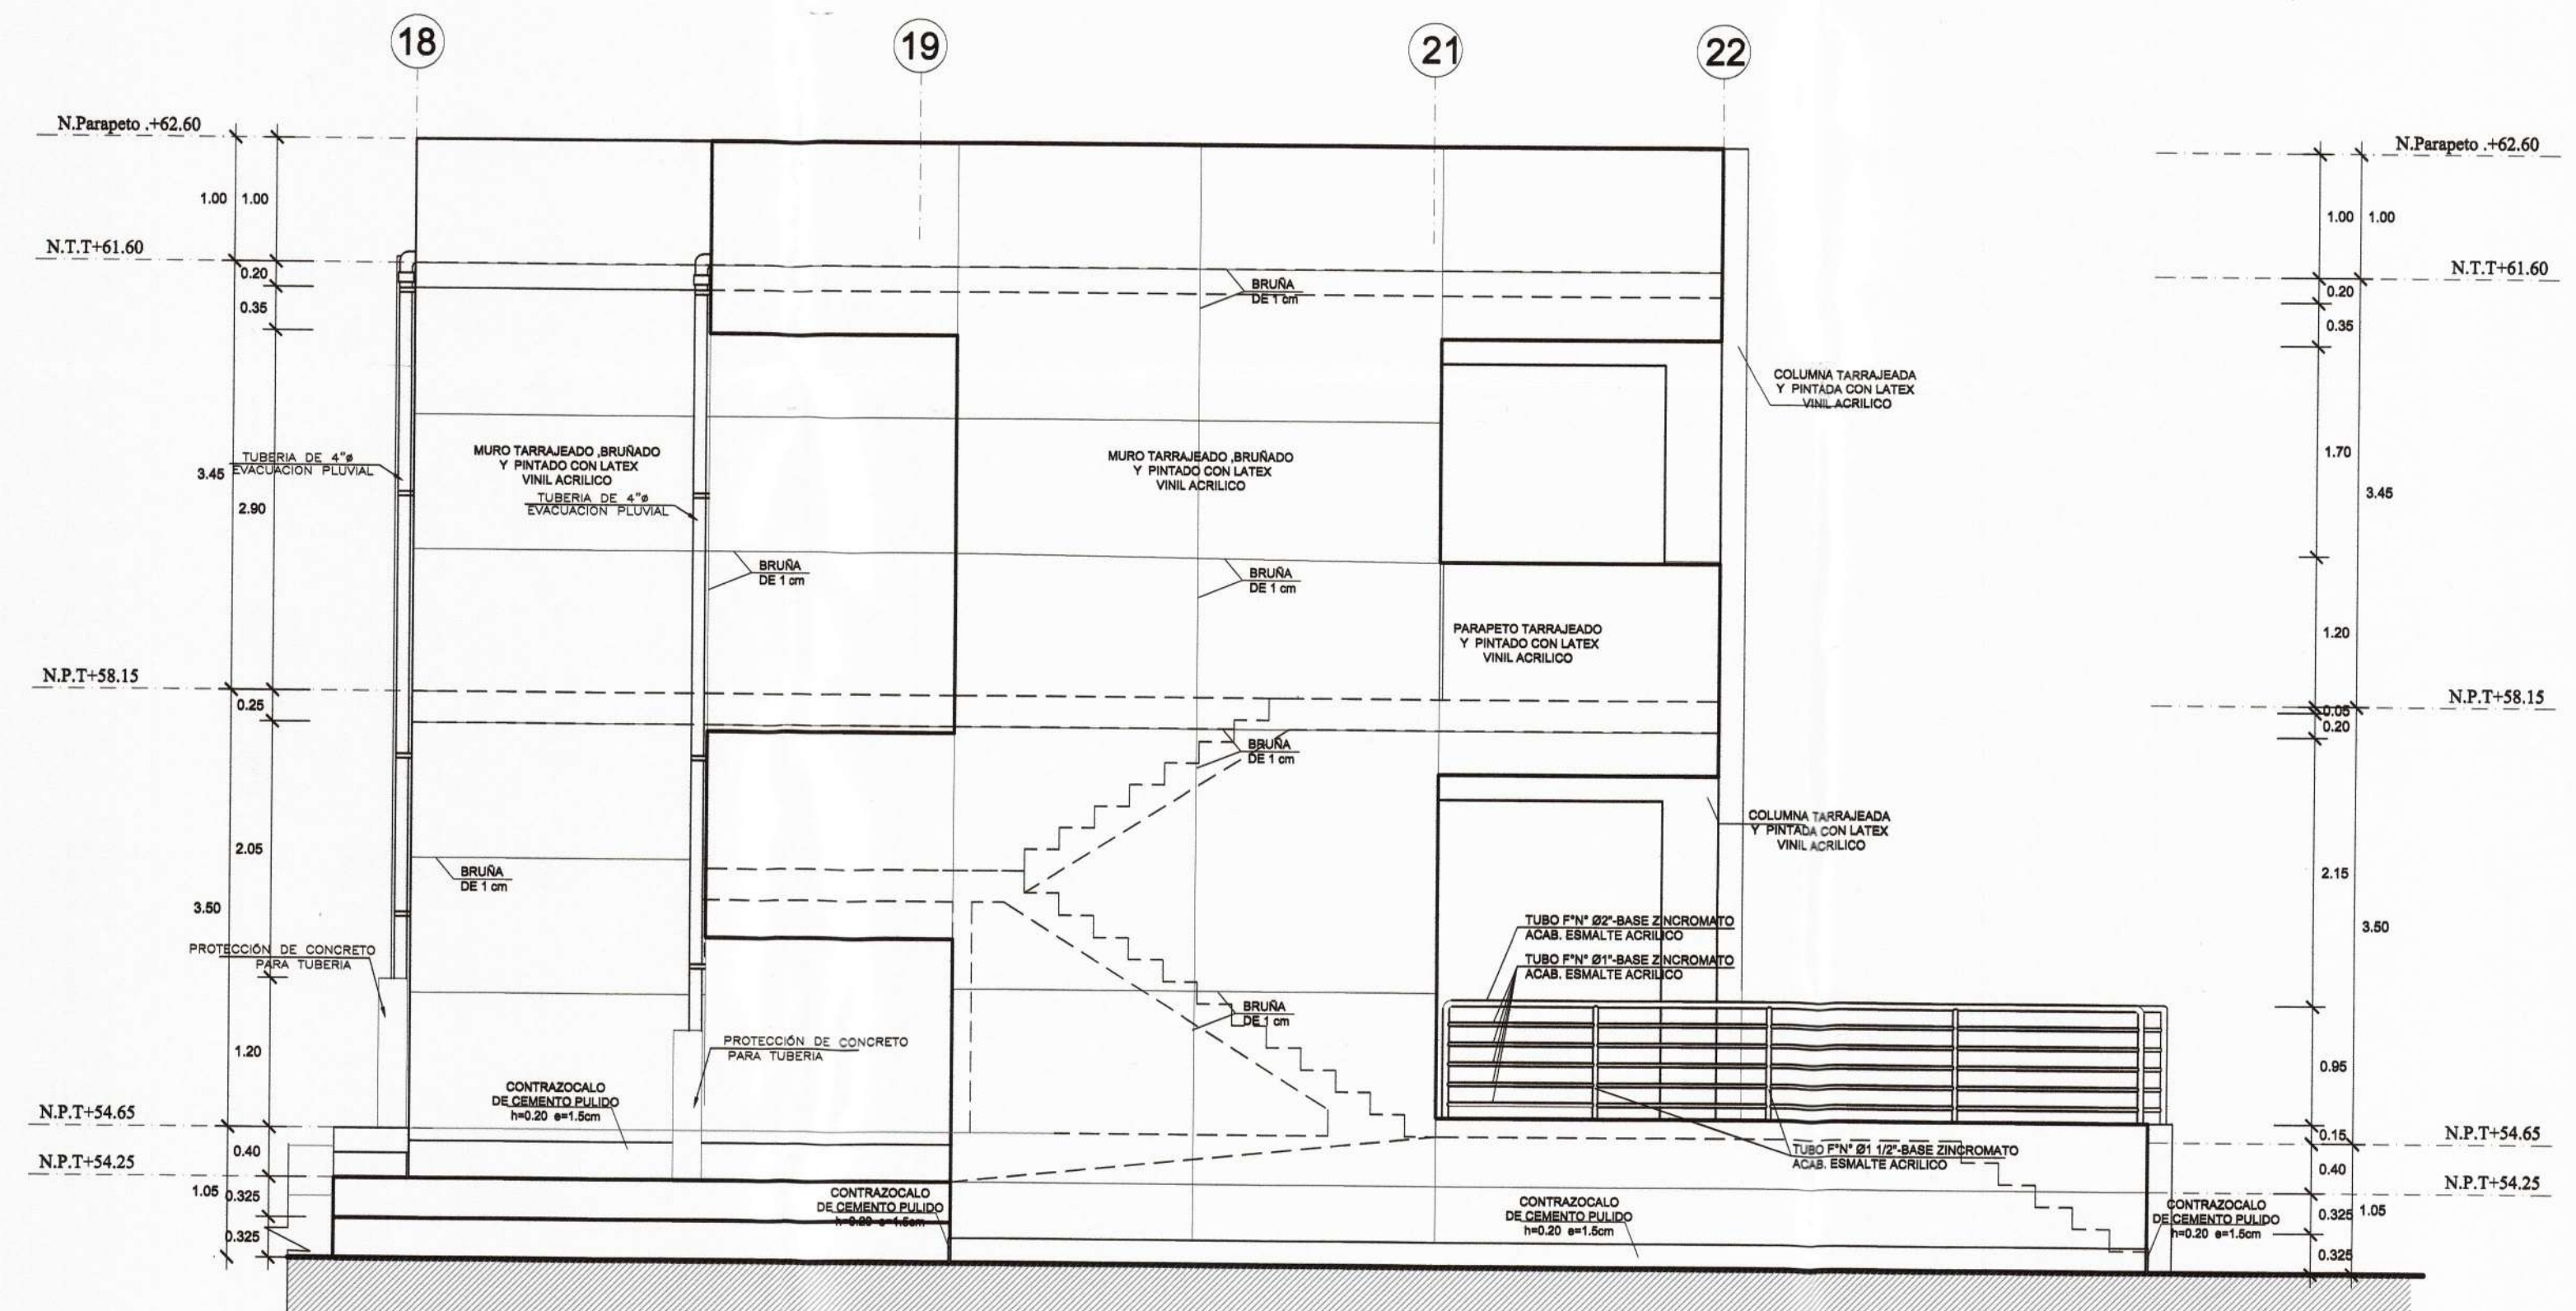 18
19
21
22
N.Parapeto .+62.60
N.Parapeto .+62.60
1.00 1.00
1.00 1.00
N.T.T+61.60
N.T.T+61.60
0.20
0.35
0.20
0.35
BRUÑA
DE 1 cm
COLUMNA TARRAJEADA
Y PINTADA CON LATEX
VINIL ACRILICO
TUBERIA DE 4"ø
EVACUACION PLUVIAL
MURO TARRAJEADO ,BRUÑADO
Y PINTADO CON LATEX
VINIL ACRILICO
TUBERIA DE 4"ø
EVACUACION PLUVIAL
MURO TARRAJEADO ,BRUÑADO
Y PINTADO CON LATEX
VINIL ACRILICO
3.45
2.90
1.70
3.45
BRUÑA
DE 1 cm
BRUÑA
DE 1 cm
PARAPETO TARRAJEADO
Y PINTADO CON LATEX
VINIL ACRILICO
1.20
N.P.T+58.15
N.P.T+58.15
0.25
0.05
0.20
BRUÑA
DE 1 cm
COLUMNA TARRAJEADA
Y PINTADA CON LATEX
VINIL ACRILICO
2.05
BRUÑA
DE 1 cm
2.15
3.50
3.50
TUBO F°N° Ø2"-BASE ZINCROMATO
ACAB. ESMALTE ACRILICO
TUBO F°N° Ø1"-BASE ZINCROMATO
ACAB. ESMALTE ACRILICO
PROTECCIÓN DE CONCRETO
PARA TUBERIA
BRUÑA
DE 1 cm
PROTECCIÓN DE CONCRETO
PARA TUBERIA
1.20
0.95
CONTRAZOCALO
DE CEMENTO PULIDO
h=0.20 e=1.5cm
N.P.T+54.65
N.P.T+54.65
0.40
0.15
0.40
TUBO F°N° Ø1 1/2"-BASE ZINCROMATO
ACAB. ESMALTE ACRILICO
N.P.T+54.25
N.P.T+54.25
1.05 0.325
0.325
CONTRAZOCALO
DE CEMENTO PULIDO
h=0.20 e=1.5cm
CONTRAZOCALO
DE CEMENTO PULIDO
h=0.20 e=1.5cm
CONTRAZOCALO
DE CEMENTO PULIDO
h=0.20 e=1.5cm
0.325 1.05
0.325